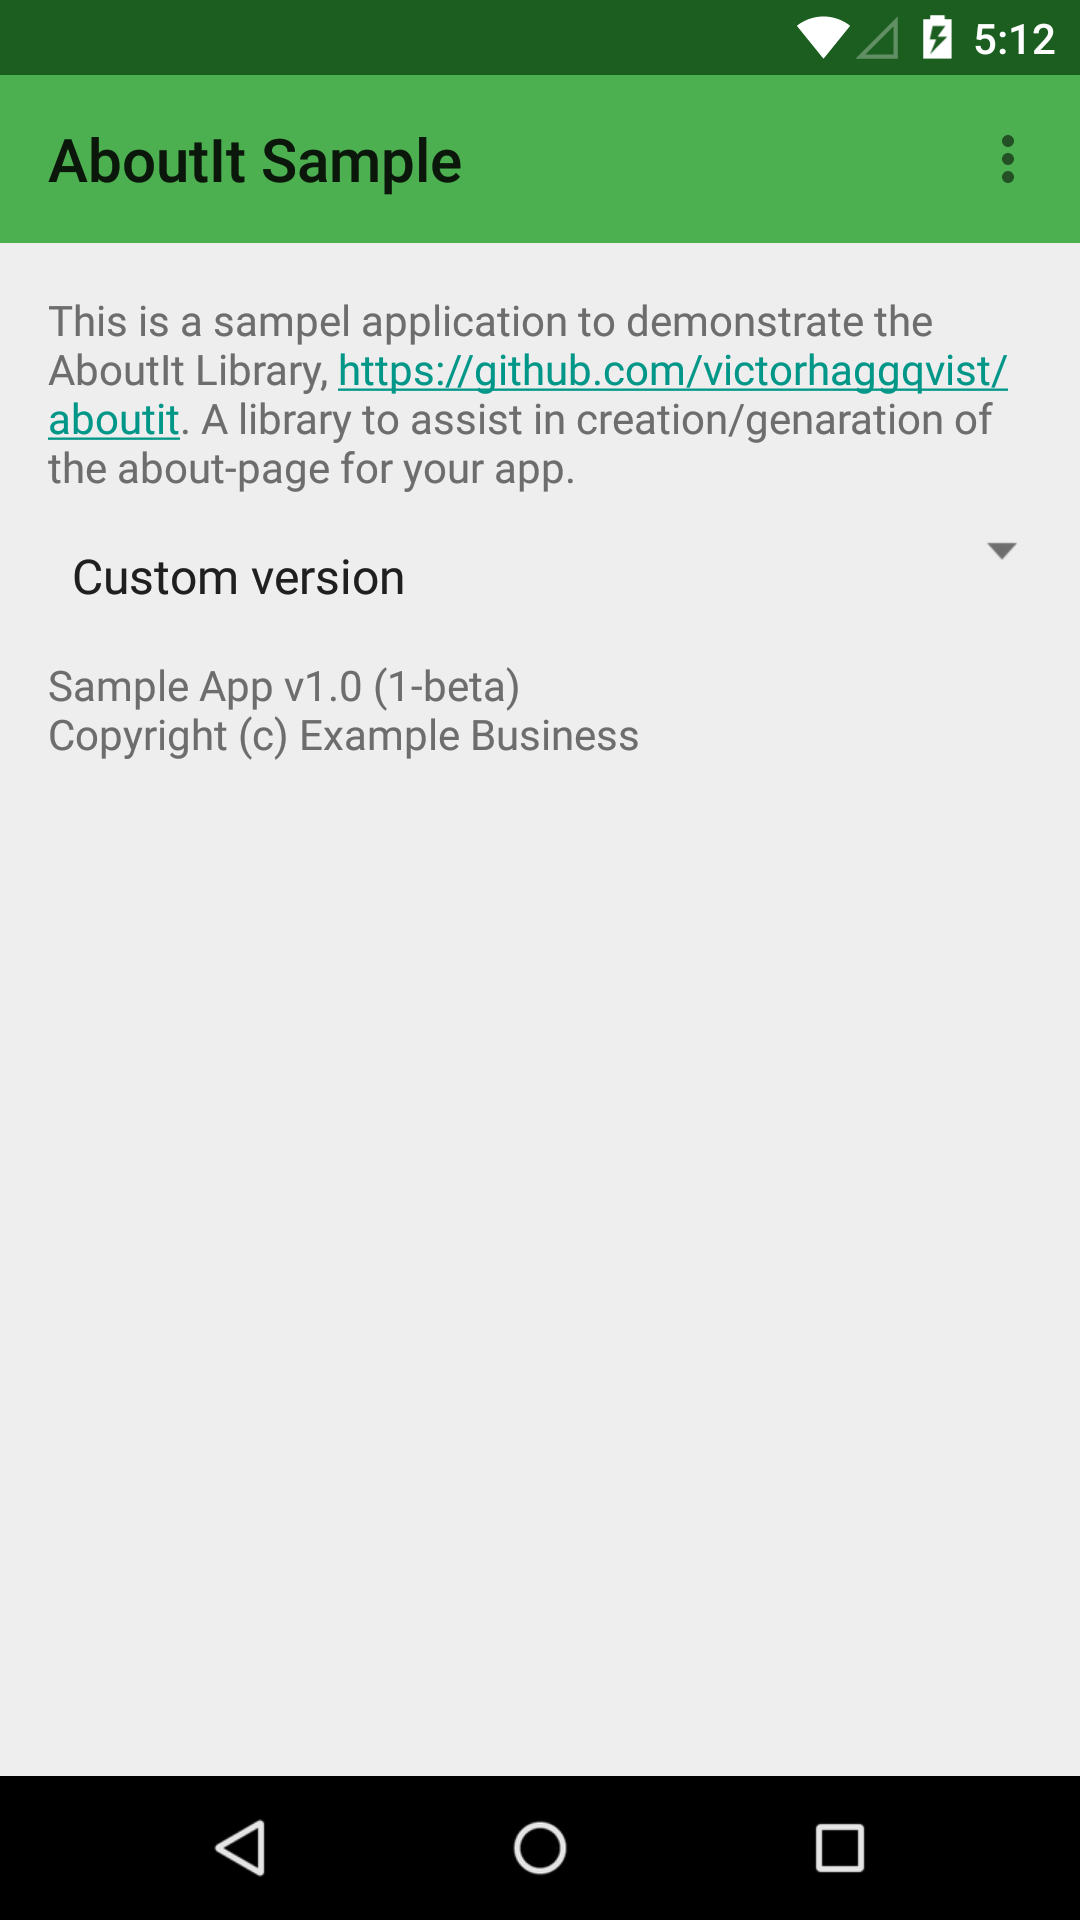 5:12
AboutIt Sample
This is a sampel application to demonstrate the
AboutIt Library, https://github.com/victorhaggqvist/
aboutit. A library to assist in creation/genaration of
the about-page for your app.
Custom version
Sample App v1.0 (1-beta)
Copyright (c) Example Business